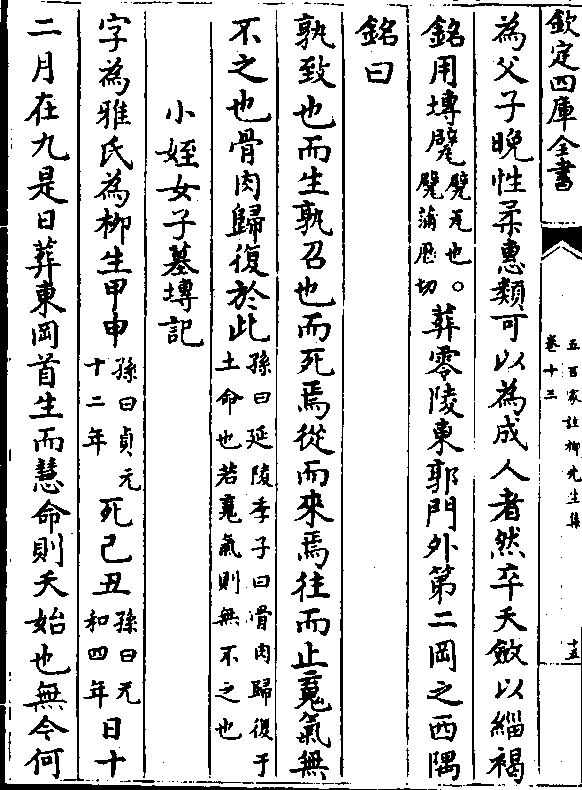 欽定四庫全書
五百家註柳先生集
卷十三
十五
為父子晚性柔惠類可以為成人者然卒夭斂以緇褐
銘用塼甓甓瓦也。甓蒲歴切葬零陵東郭門外第二岡之西隅
銘曰
孰致也而生孰召也而死焉從而來焉往而止䰟氣無
不之也骨肉歸復於此孫曰延陵季子曰骨肉歸復于土命也若䰟氣則無不之也
小姪女子墓塼記
字為雅氏為柳生甲申孫曰貞元十二年死己丑孫曰元和四年日十
二月在九是日葬東岡首生而慧命則夭始也無今何